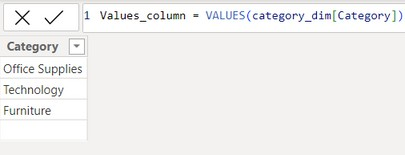 1 Values_column = VALUES(category_dim[Category])
Category
Office Supplies
Technology
Furniture